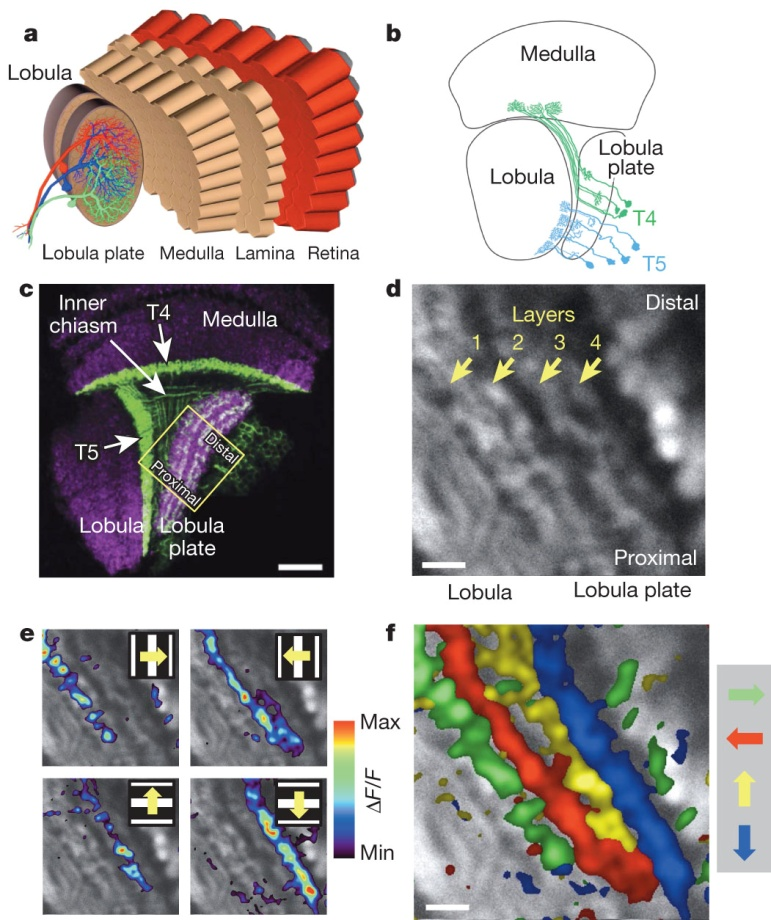 a
Lobula
Lobula plate
Medulla
Lamina
Retina
b
Medulla
Lobula
plate
Lobula
T4
T5
c
Inner
chiasm
T4
Medulla
T5
Distal
Proximal
Lobula
Lobula
plate
d
Distal
Layers
1
2
3
4
Proximal
Lobula
Lobula plate
e
Max
ΔF/F
Min
f